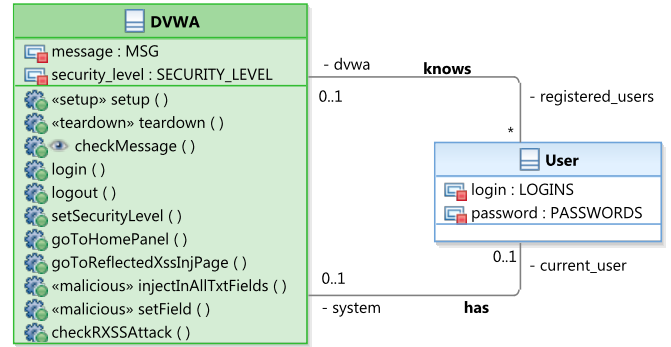 DVWA
message : MSG
security_level : SECURITY_LEVEL
«setup» setup ( )
«teardown» teardown ( )
checkMessage ( )
login ( )
logout ( )
setSecurityLevel ( )
goToHomePanel ( )
goToReflectedXssInjPage ( )
«malicious» injectInAllTxtFields ( )
«malicious» setField ( )
checkRXSSAttack ( )
- dvwa
knows
0..1
- registered_users
*
User
login : LOGINS
password : PASSWORDS
0..1
- current_user
0..1
- system
has